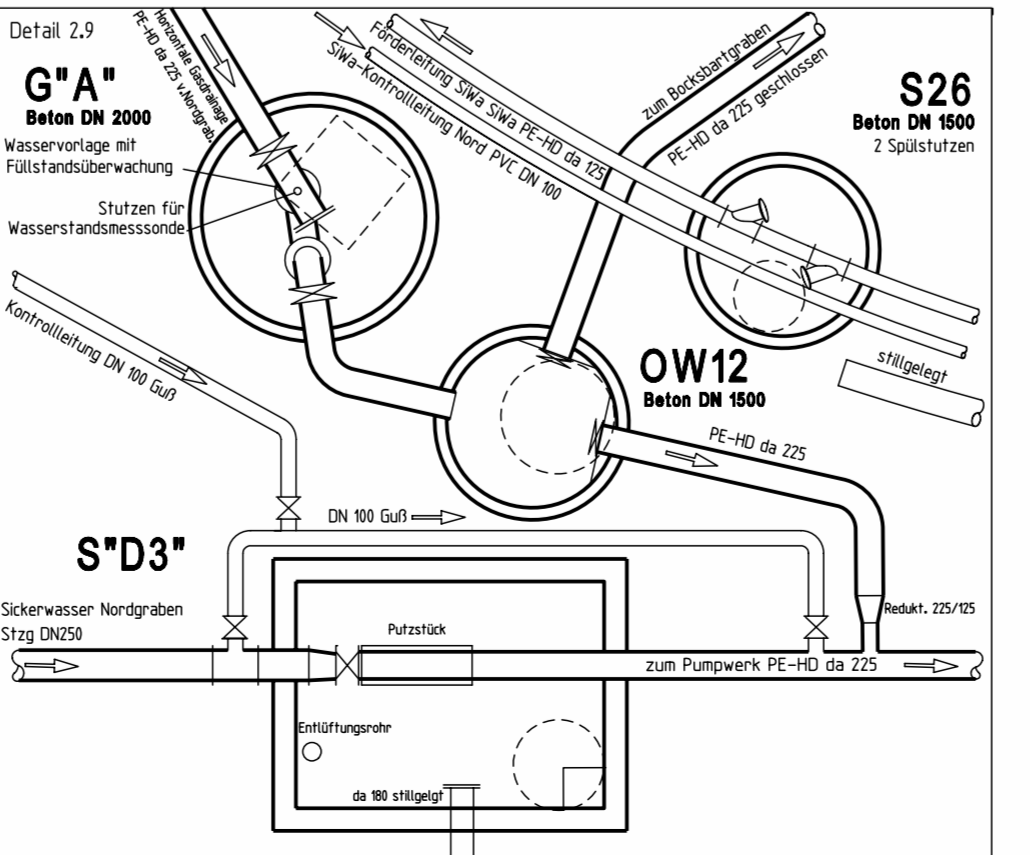 Detail 2.9
G"A"
Beton DN 2000
Wasservorlage mit
Füllstandsüberwachung
Stutzen für
Wasserstandsmesssonde
Horizontale Gasdrainage
PE-HD da 225 v.Nordgrab.
Förderleitung SiWa SiWa PE-HD da 125
SiWa-Kontrollleitung Nord PVC DN 100
zum Bocksbartgraben
PE-HD da 225 geschlossen
S26
Beton DN 1500
2 Spülstutzen
Kontrollleitung DN 100 Guß
OW12
Beton DN 1500
stillgelegt
PE-HD da 225
DN 100 Guß
S"D3"
Sickerwasser Nordgraben
Stzg DN250
Putzstück
Redukt. 225/125
zum Pumpwerk PE-HD da 225
Entlüftungsrohr
da 180 stillgelgt